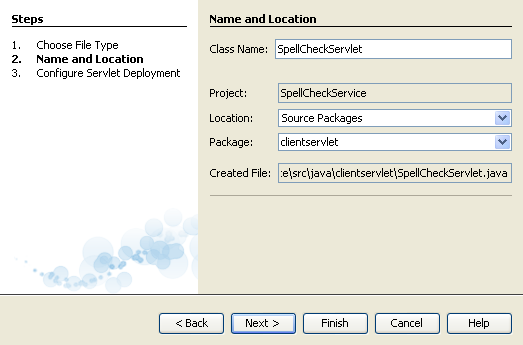 Steps
1. Choose File Type
2. Name and Location
3. Configure Servlet Deployment
Name and Location
Class Name: SpellCheckServlet
Project: SpellCheckService
Location: Source Packages
Package: clientservlet
Created File: :e\src\java\clientservlet\SpellCheckServlet.java
< Back Next > Finish Cancel Help